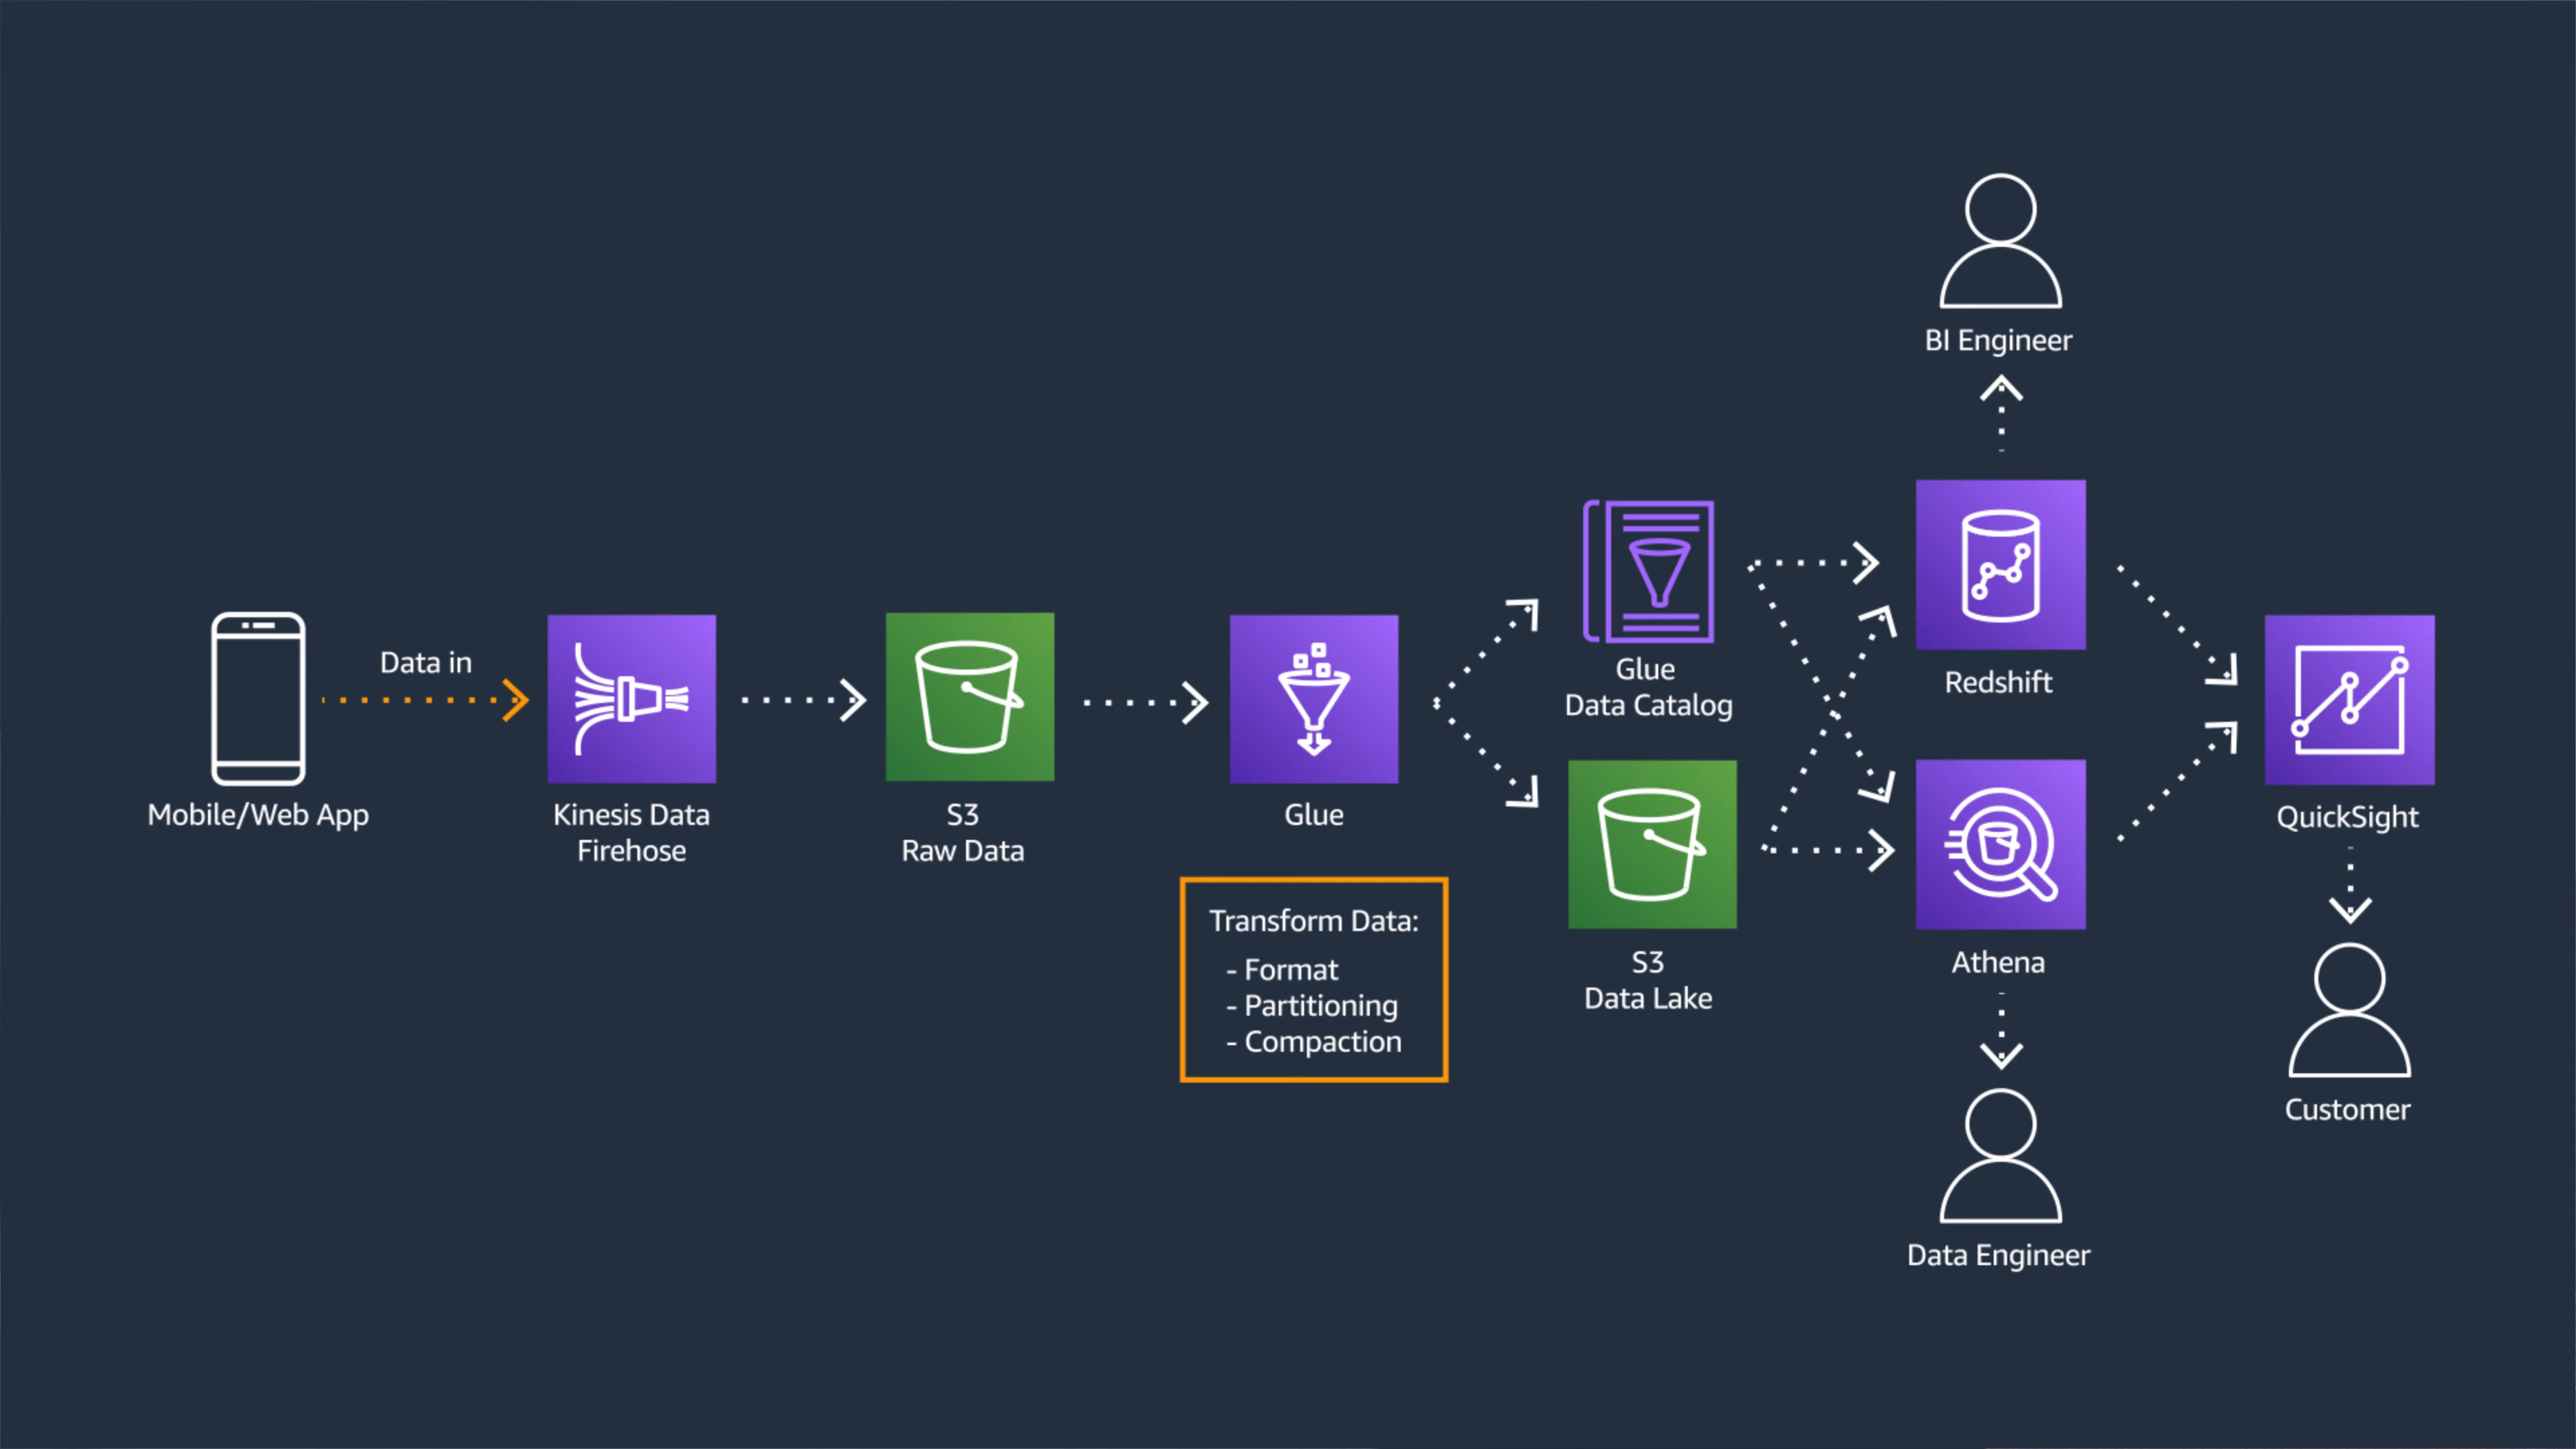 Mobile/Web App
Data in
Kinesis Data
Firehose
S3
Raw Data
Glue
Transform Data:
- Format
- Partitioning
- Compaction
Glue
Data Catalog
S3
Data Lake
BI Engineer
Redshift
Athena
Data Engineer
QuickSight
Customer